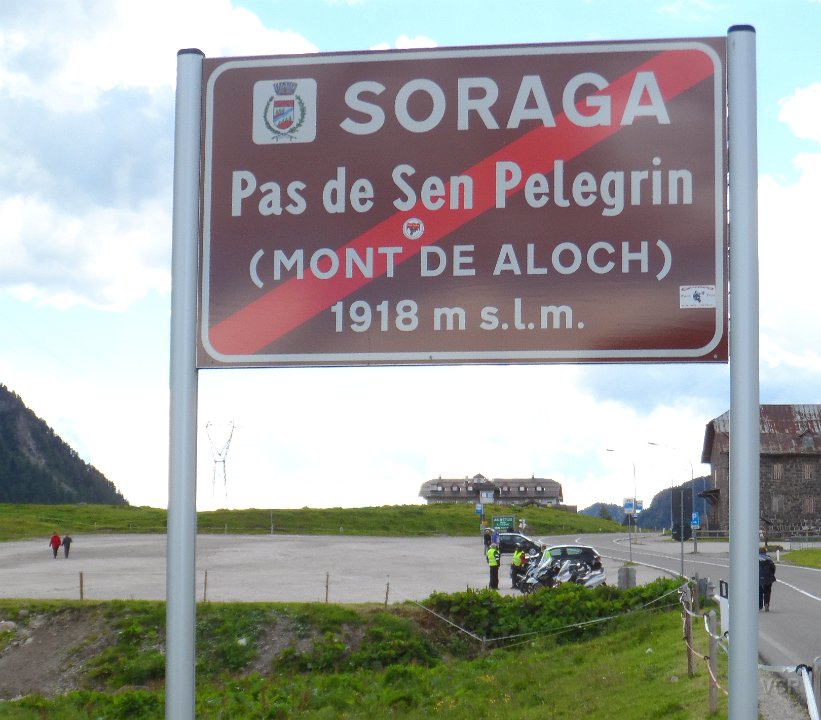 SORAGA
Pas de Sen Pelegrin
(MONT DE ALOCH)
1918 m s.l.m.